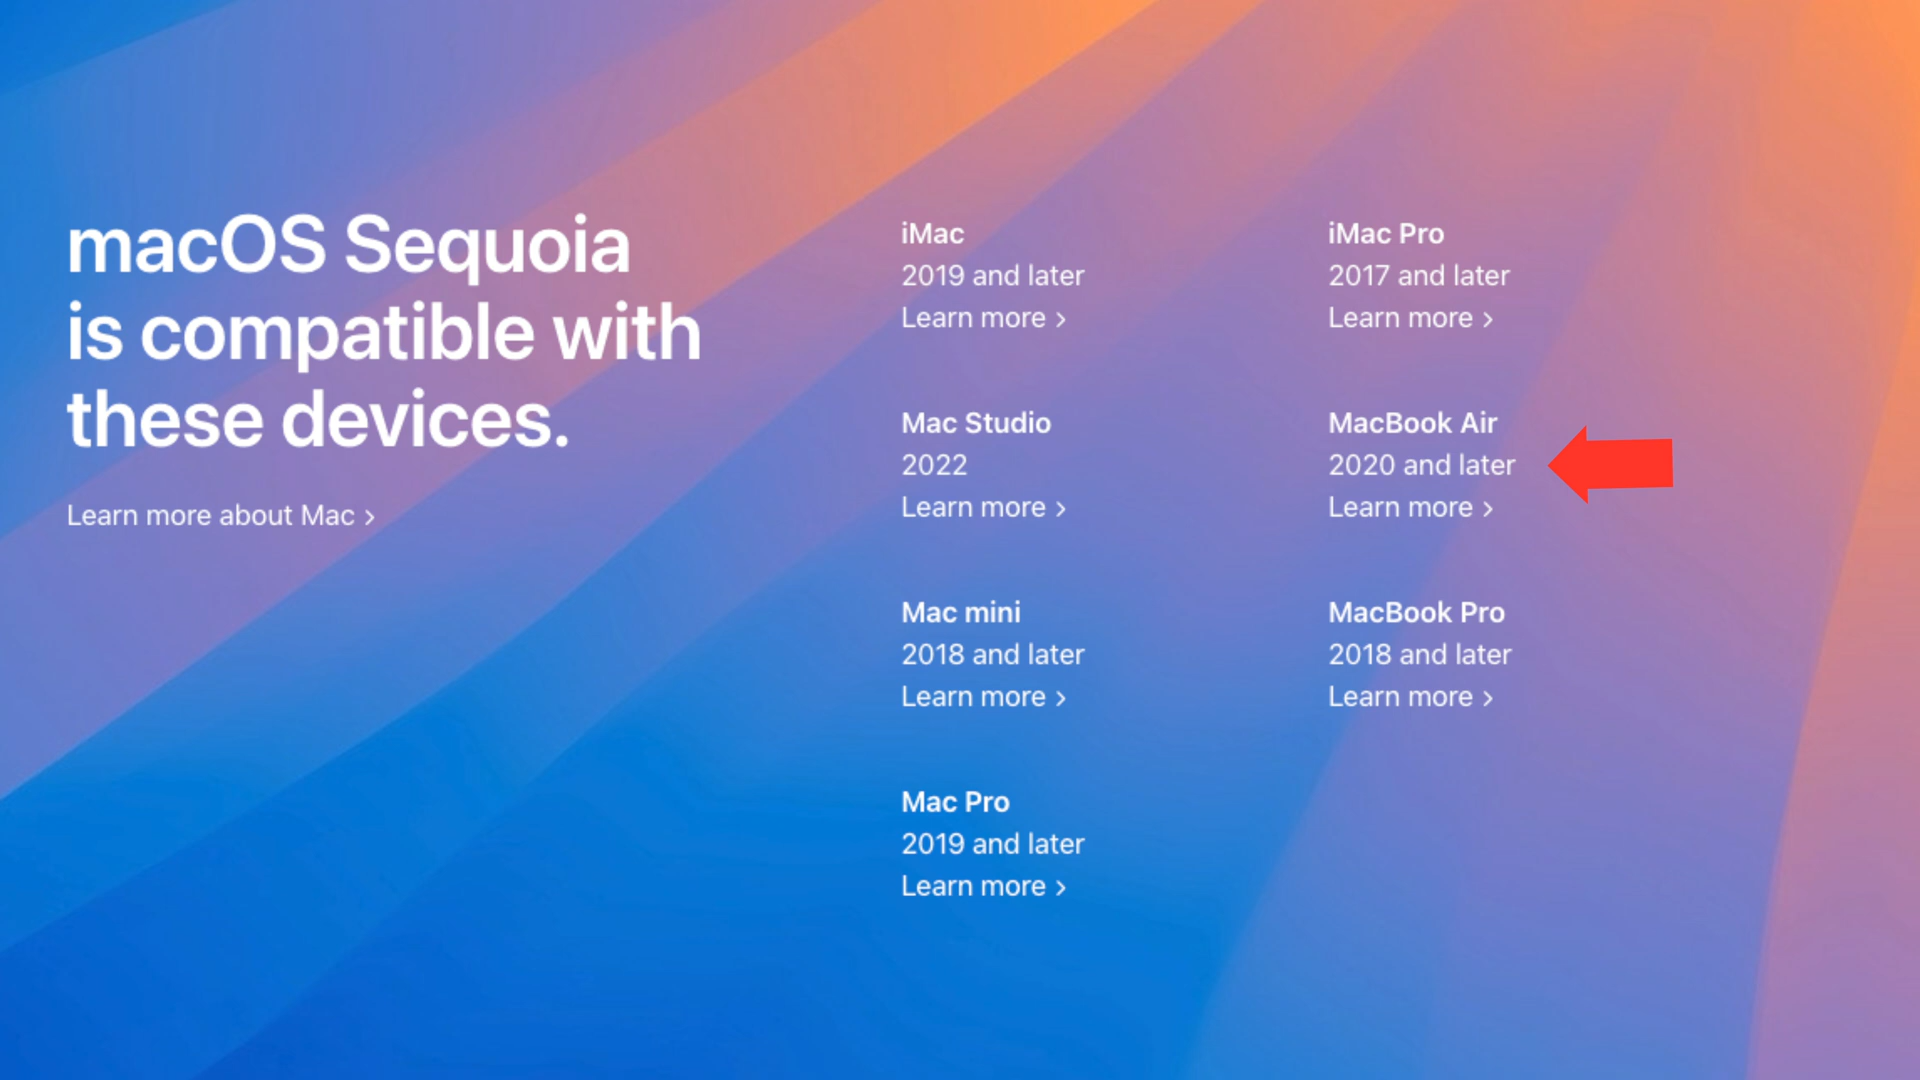 macOS Sequoia
is compatible with
these devices.
Learn more about Mac >
iMac
2019 and later
Learn more >
iMac Pro
2017 and later
Learn more >
Mac Studio
2022
Learn more >
MacBook Air
2020 and later
Learn more >
Mac mini
2018 and later
Learn more >
MacBook Pro
2018 and later
Learn more >
Mac Pro
2019 and later
Learn more >